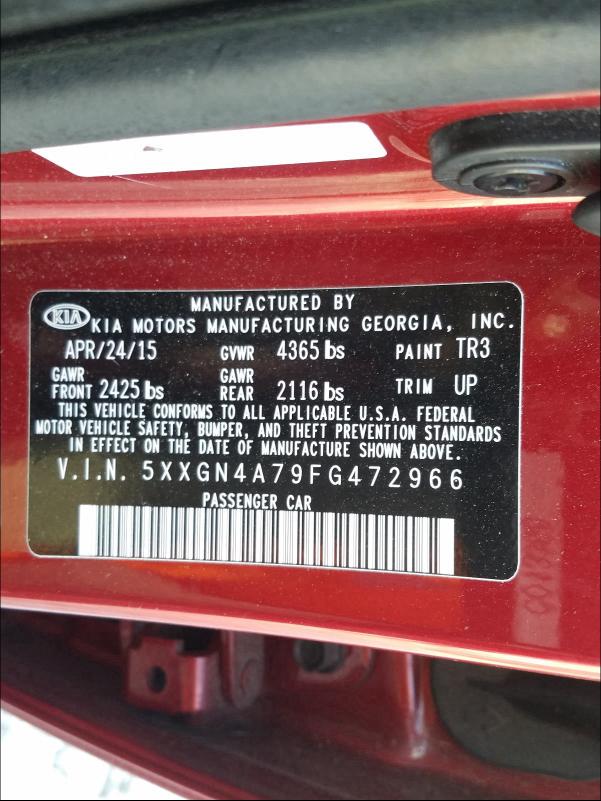 KIA
MANUFACTURED BY
KIA MOTORS MANUFACTURING GEORGIA, INC.
APR/24/15 GVWR 4365 lbs PAINT TR3
GAWR FRONT 2425 lbs GAWR REAR 2116 lbs TRIM UP
THIS VEHICLE CONFORMS TO ALL APPLICABLE U.S.A. FEDERAL
MOTOR VEHICLE SAFETY, BUMPER, AND THEFT PREVENTION STANDARDS
IN EFFECT ON THE DATE OF MANUFACTURE SHOWN ABOVE.
V.I.N. 5XXGN4A79FG472966
PASSENGER CAR